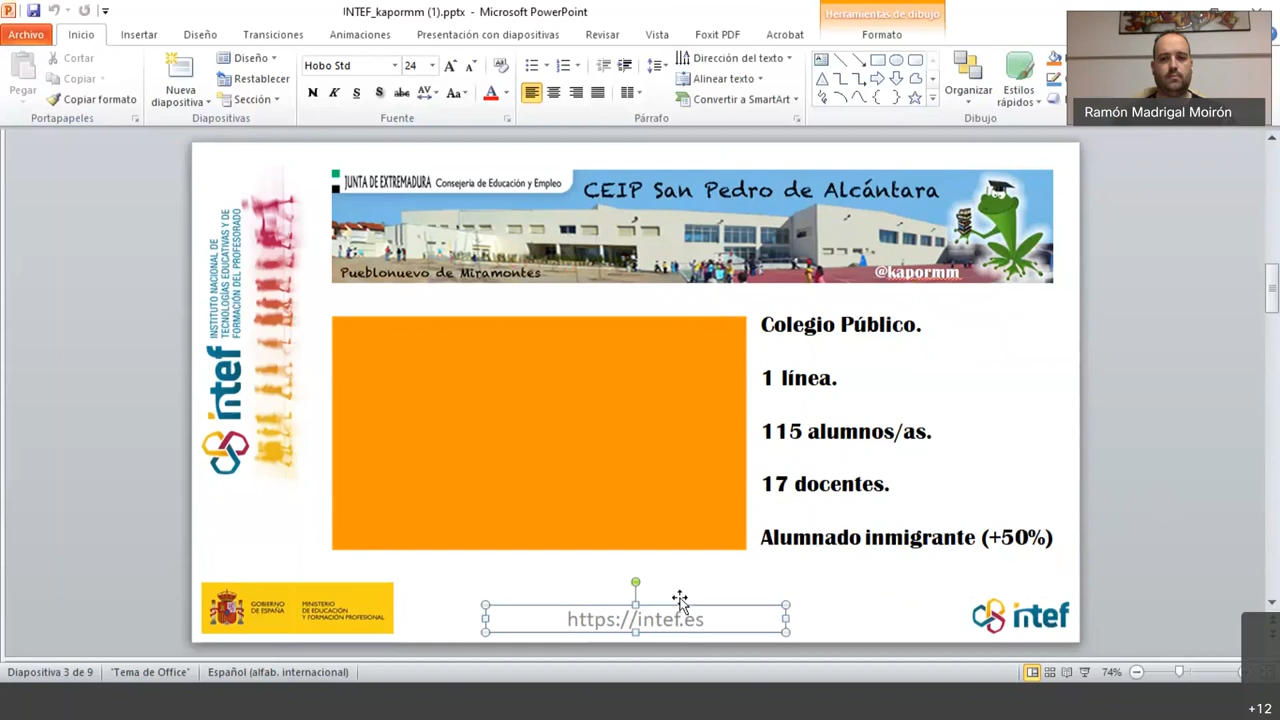 INTEF_kapormm (1).pptx - Microsoft PowerPoint
Herramientas de dibujo
Archivo
Inicio
Insertar
Diseño
Transiciones
Animaciones
Presentación con diapositivas
Revisar
Vista
Foxit PDF
Acrobat
Formato
Pegar
Cortar
Copiar
Copiar formato
Portapapeles
Nueva
diapositiva
Diseño
Restablecer
Sección
Diapositivas
Hobo Std
24
N K S S abc AV Aa A
Fuente
Dirección del texto
Alinear texto
Convertir a SmartArt
Párrafo
Organizar
Estilos
rápidos
Dibujo
Ramón Madrigal Moirón
JUNTA DE EXTREMADURA Consejería de Educación y Empleo
CEIP San Pedro de Alcántara
Pueblonuevo de Miramontes
@kapormm
INSTITUTO NACIONAL DE
TECNOLOGÍAS EDUCATIVAS Y DE
FORMACIÓN DEL PROFESORADO
intef
Colegio Público.
1 línea.
115 alumnos/as.
17 docentes.
Alumnado inmigrante (+50%)
GOBIERNO
DE ESPAÑA
MINISTERIO
DE EDUCACIÓN
Y FORMACIÓN PROFESIONAL
https://intef.es
intef
Diapositiva 3 de 9
"Tema de Office"
Español (alfab. internacional)
74%
+12